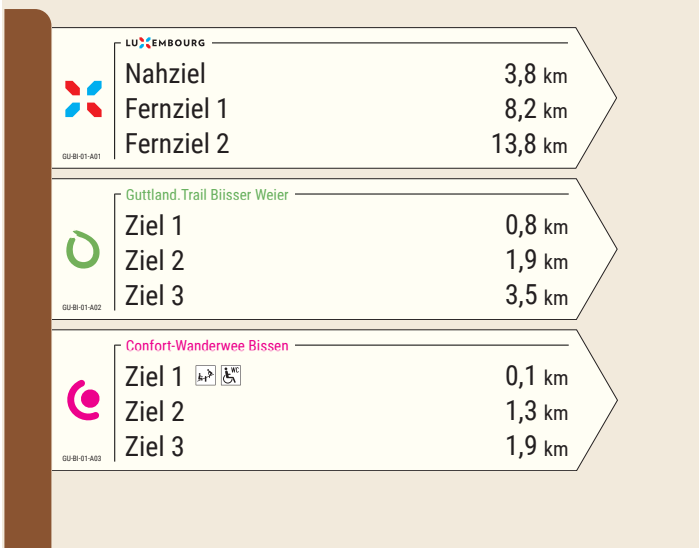 LUXEMBOURG
Nahziel 3,8 km
Fernziel 1 8,2 km
Fernziel 2 13,8 km
GU-BI-01-A01
Guttland.Trail Biisser Weier
Ziel 1 0,8 km
Ziel 2 1,9 km
Ziel 3 3,5 km
GU-BI-01-A02
Confort-Wanderwee Bissen
Ziel 1 WC 0,1 km
Ziel 2 1,3 km
Ziel 3 1,9 km
GU-BI-01-A03